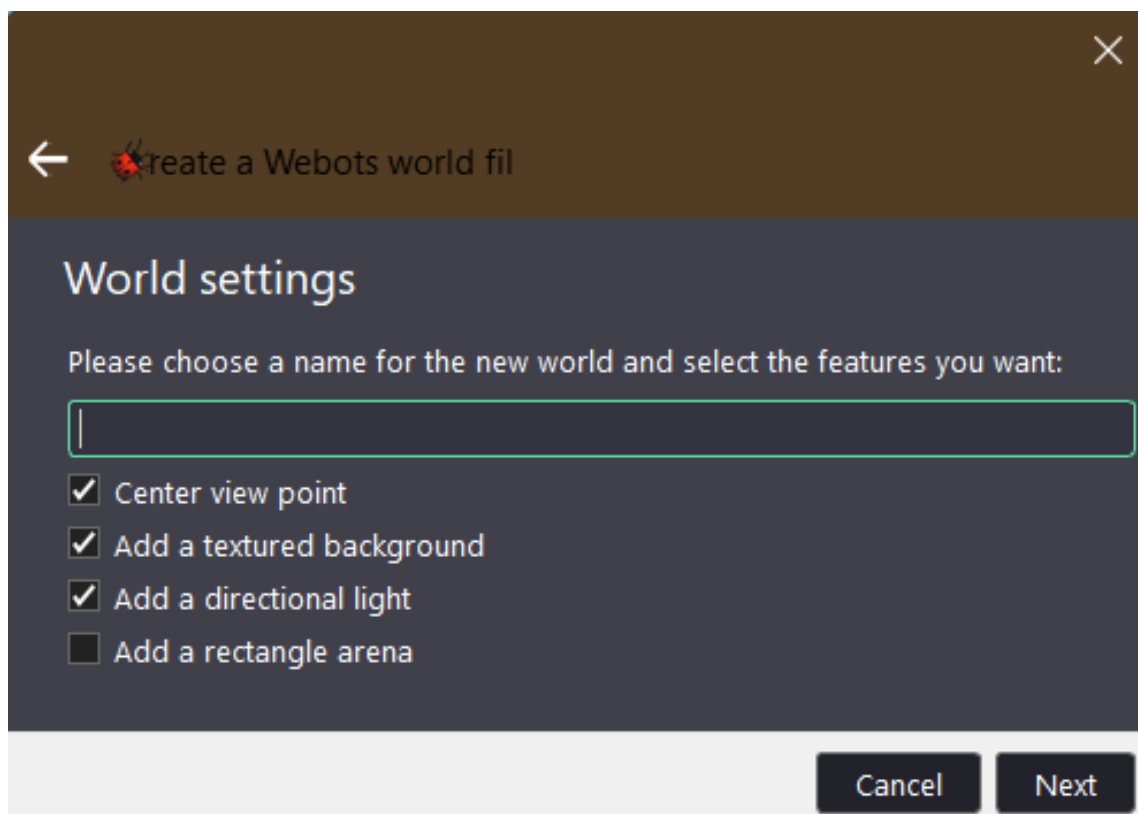 reate a Webots world fil
World settings
Please choose a name for the new world and select the features you want:
Center view point
Add a textured background
Add a directional light
Add a rectangle arena
Cancel Next